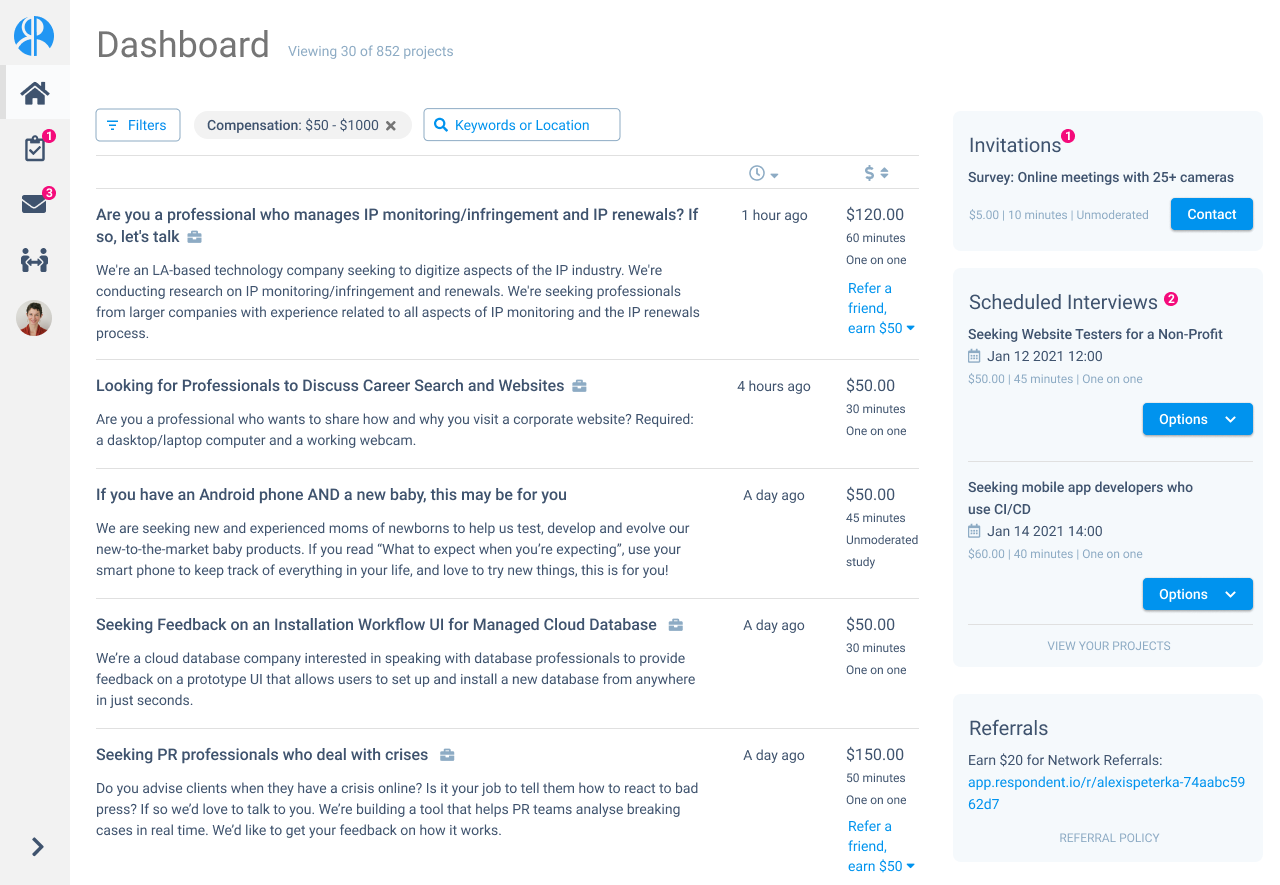 Dashboard
Viewing 30 of 852 projects
1
3
Filters
Compensation: $50 - $1000
Keywords or Location
$
Are you a professional who manages IP monitoring/infringement and IP renewals? If
so, let's talk
1 hour ago
$120.00
60 minutes
One on one
Refer a
friend,
earn $50
We're an LA-based technology company seeking to digitize aspects of the IP industry. We're
conducting research on IP monitoring/infringement and renewals. We're seeking professionals
from larger companies with experience related to all aspects of IP monitoring and the IP renewals
process.
Looking for Professionals to Discuss Career Search and Websites
4 hours ago
$50.00
30 minutes
One on one
Are you a professional who wants to share how and why you visit a corporate website? Required:
a dasktop/laptop computer and a working webcam.
If you have an Android phone AND a new baby, this may be for you
A day ago
$50.00
45 minutes
Unmoderated
study
We are seeking new and experienced moms of newborns to help us test, develop and evolve our
new-to-the-market baby products. If you read “What to expect when you’re expecting”, use your
smart phone to keep track of everything in your life, and love to try new things, this is for you!
Seeking Feedback on an Installation Workflow UI for Managed Cloud Database
A day ago
$50.00
30 minutes
One on one
We’re a cloud database company interested in speaking with database professionals to provide
feedback on a prototype UI that allows users to set up and install a new database from anywhere
in just seconds.
Seeking PR professionals who deal with crises
A day ago
$150.00
50 minutes
One on one
Refer a
friend,
earn $50
Do you advise clients when they have a crisis online? Is it your job to tell them how to react to bad
press? If so we’d love to talk to you. We’re building a tool that helps PR teams analyse breaking
cases in real time. We’d like to get your feedback on how it works.
Invitations 1
Survey: Online meetings with 25+ cameras
$5.00 | 10 minutes | Unmoderated
Contact
Scheduled Interviews 2
Seeking Website Testers for a Non-Profit
Jan 12 2021 12:00
$50.00 | 45 minutes | One on one
Options
Seeking mobile app developers who
use CI/CD
Jan 14 2021 14:00
$60.00 | 40 minutes | One on one
Options
VIEW YOUR PROJECTS
Referrals
Earn $20 for Network Referrals:
app.respondent.io/r/alexispeterka-74aabc59
62d7
REFERRAL POLICY